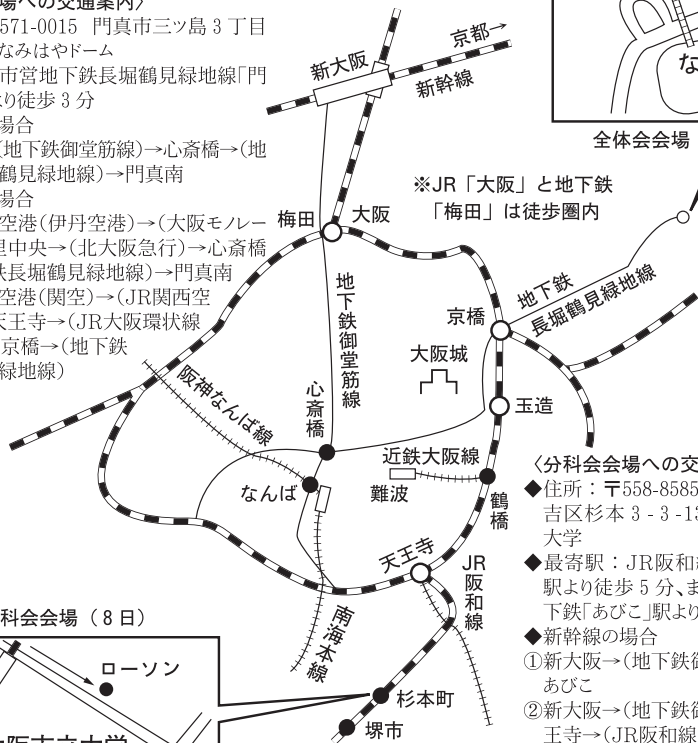 場への交通案内〉
571-0015 門真市三ツ島 3 丁目
なみはやドーム
市営地下鉄長堀鶴見緑地線「門
より徒歩 3 分
場合
(地下鉄御堂筋線)→心斎橋→(地
鶴見緑地線)→門真南
場合
空港(伊丹空港)→(大阪モノレー
里中央→(北大阪急行)→心斎橋
鉄長堀鶴見緑地線)→門真南
空港(関空)→(JR関西空
天王寺→(JR大阪環状線
京橋→(地下鉄
緑地線)
新大阪
京都→
新幹線
な
全体会会場
※JR「大阪」と地下鉄
「梅田」は徒歩圏内
梅田
大阪
地下鉄御堂筋線
地下鉄
長堀鶴見緑地線
京橋
大阪城
阪神なんば線
心斎橋
玉造
近鉄大阪線
なんば
難波
鶴橋
天王寺
JR阪和線
南海本線
杉本町
堺市
科会会場(8日)
ローソン
大阪市立大学
〈分科会会場への交
◆住所:〒558-8585
吉区杉本 3 - 3 -13
大学
◆最寄駅:JR阪和線
駅より徒歩 5 分、ま
下鉄「あびこ」駅より
◆新幹線の場合
①新大阪→(地下鉄御
あびこ
②新大阪→(地下鉄御
王寺→(JR阪和線